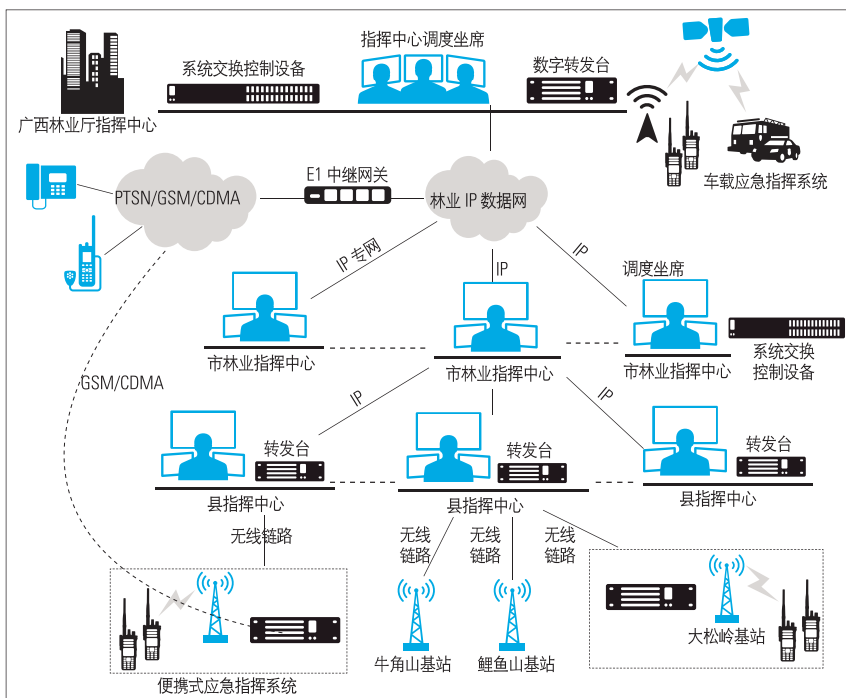 指挥中心调度坐席
系统交换控制设备
数字转发台
广西林业厅指挥中心
车载应急指挥系统
E1 中继网关
PTSN/GSM/CDMA
林业 IP 数据网
IP 专网
IP
IP
调度坐席
市林业指挥中心
市林业指挥中心
市林业指挥中心
系统交换
控制设备
GSM/CDMA
IP
IP
转发台
转发台
转发台
县指挥中心
县指挥中心
县指挥中心
无线链路
无线
链路
无线
链路
无线
链路
牛角山基站
鲤鱼山基站
大松岭基站
便携式应急指挥系统